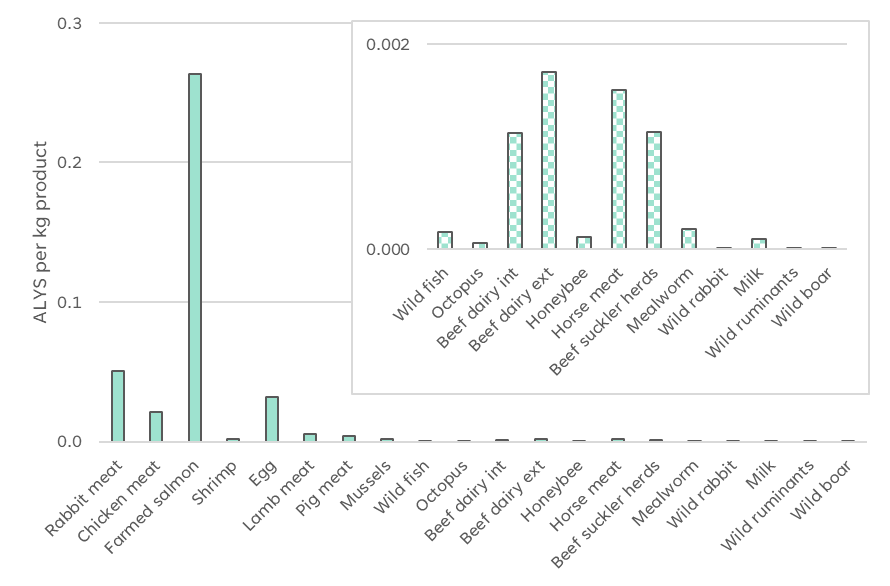 0.3
0.2
0.1
0.0
ALYS per kg product
0.002
0.000
Wild fish
Octopus
Beef dairy int
Beef dairy ext
Honeybee
Horse meat
Beef suckler herds
Mealworm
Wild rabbit
Milk
Wild ruminants
Wild boar
Rabbit meat
Chicken meat
Farmed salmon
Shrimp
Egg
Lamb meat
Pig meat
Mussels
Wild fish
Octopus
Beef dairy int
Beef dairy ext
Honeybee
Horse meat
Beef suckler herds
Mealworm
Wild rabbit
Milk
Wild ruminants
Wild boar